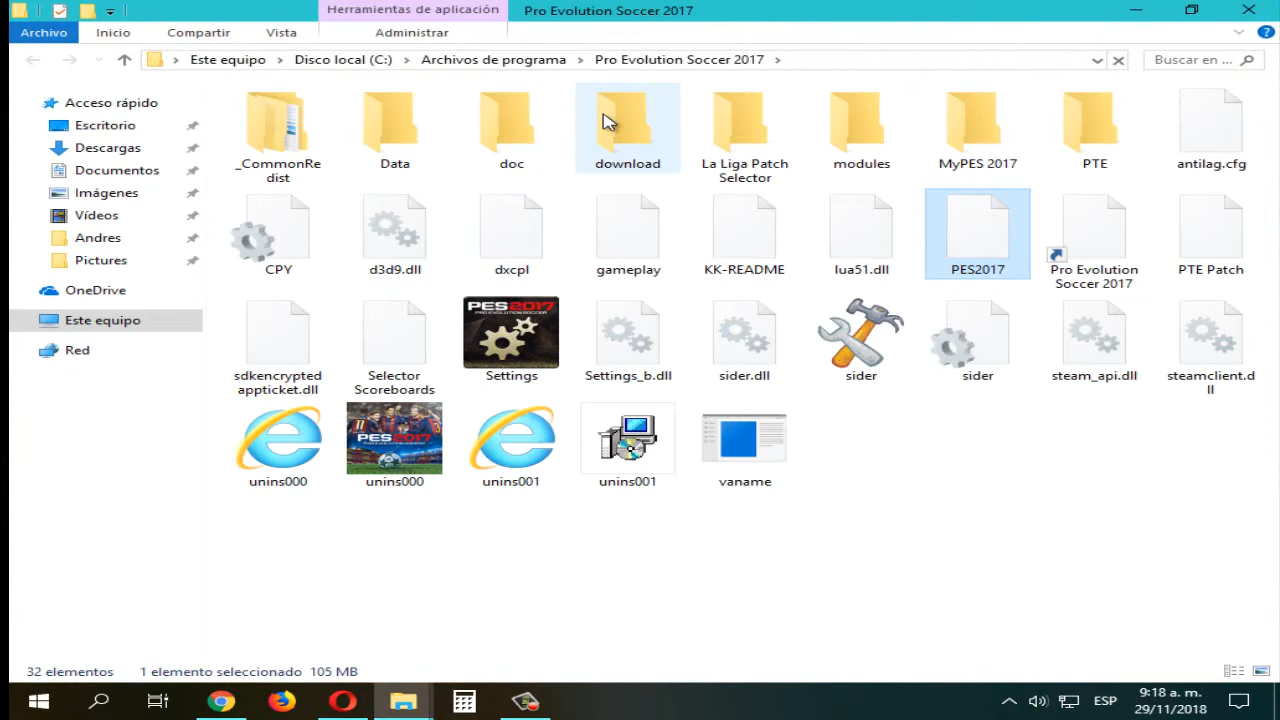 Herramientas de aplicación
Pro Evolution Soccer 2017
Archivo
Inicio
Compartir
Vista
Administrar
Este equipo
Disco local (C:)
Archivos de programa
Pro Evolution Soccer 2017
Buscar en ...
Acceso rápido
Escritorio
Descargas
Documentos
Imágenes
Vídeos
Andres
Pictures
OneDrive
Este equipo
Red
_CommonRe
dist
Data
doc
download
La Liga Patch
Selector
modules
MyPES 2017
PTE
antilag.cfg
CPY
d3d9.dll
dxcpl
gameplay
KK-README
lua51.dll
PES2017
Pro Evolution
Soccer 2017
PTE Patch
sdkencrypted
appticket.dll
Selector
Scoreboards
PES2017
PRO EVOLUTION SOCCER
Settings
Settings_b.dll
sider.dll
sider
sider
steam_api.dll
steamclient.d
ll
unins000
PES2017
unins000
unins001
unins001
vaname
32 elementos
1 elemento seleccionado 105 MB
ESP
9:18 a. m.
29/11/2018